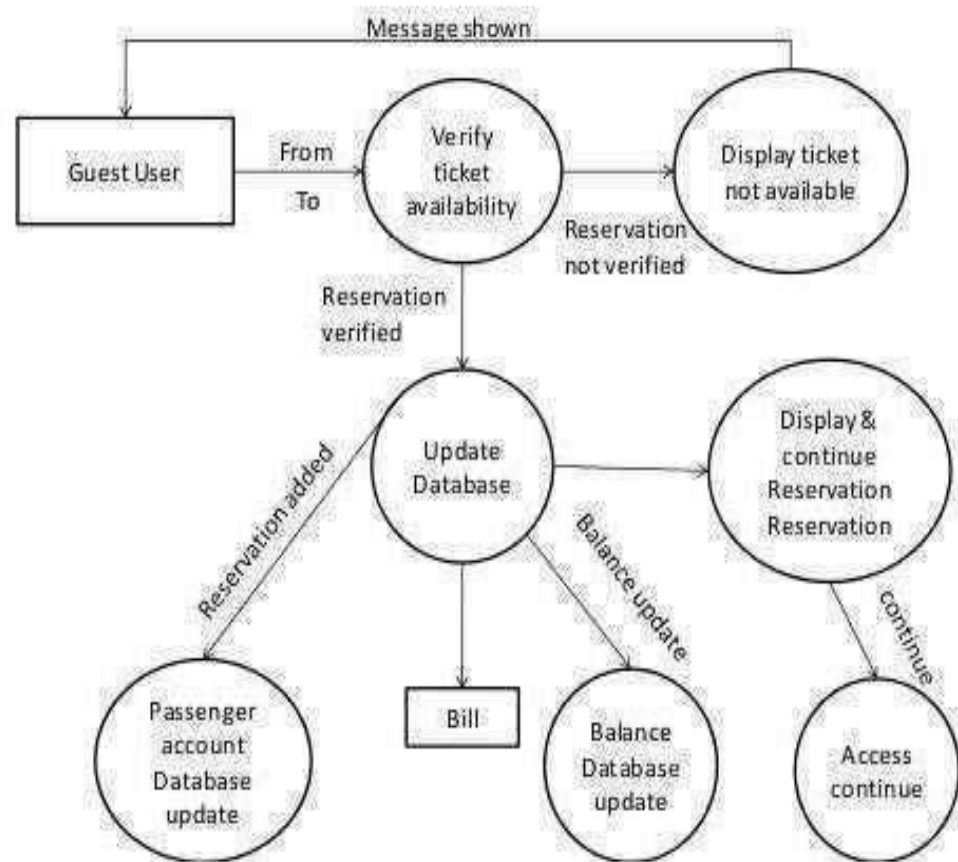 Message shown
Guest User
From
To
Verify
ticket
availability
Display ticket
not available
Reservation
not verified
Reservation
verified
Update
Database
Display &
continue
Reservation
Reservation
Reservation added
Balance update
continue
Passenger
account
Database
update
Bill
Balance
Database
update
Access
continue